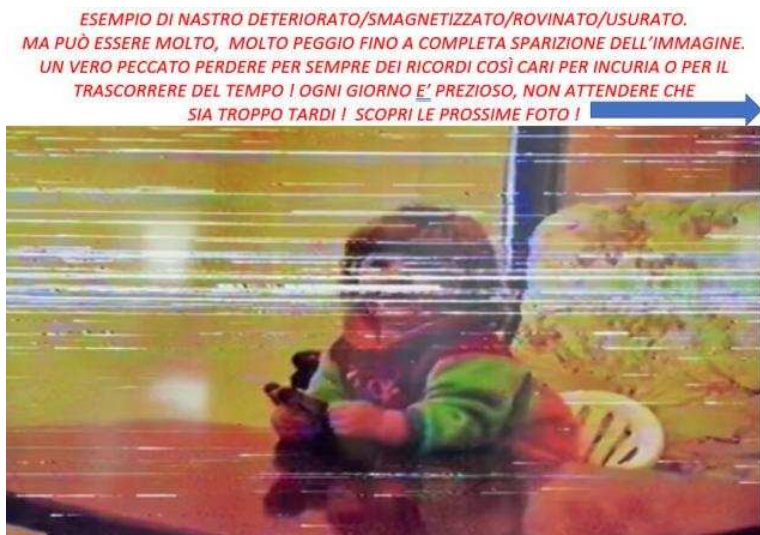 ESEMPIO DI NASTRO DETERIORATO/SMAGNETIZZATO/ROVINATO/USURATO.
MA PUÒ ESSERE MOLTO, MOLTO PEGGIO FINO A COMPLETA SPARIZIONE DELL'IMMAGINE.
UN VERO PECCATO PERDERE PER SEMPRE DEI RICORDI COSÌ CARI PER INCURIA O PER IL
TRASCORRERE DEL TEMPO ! OGNI GIORNO E' PREZIOSO, NON ATTENDERE CHE
SIA TROPPO TARDI ! SCOPRI LE PROSSIME FOTO !